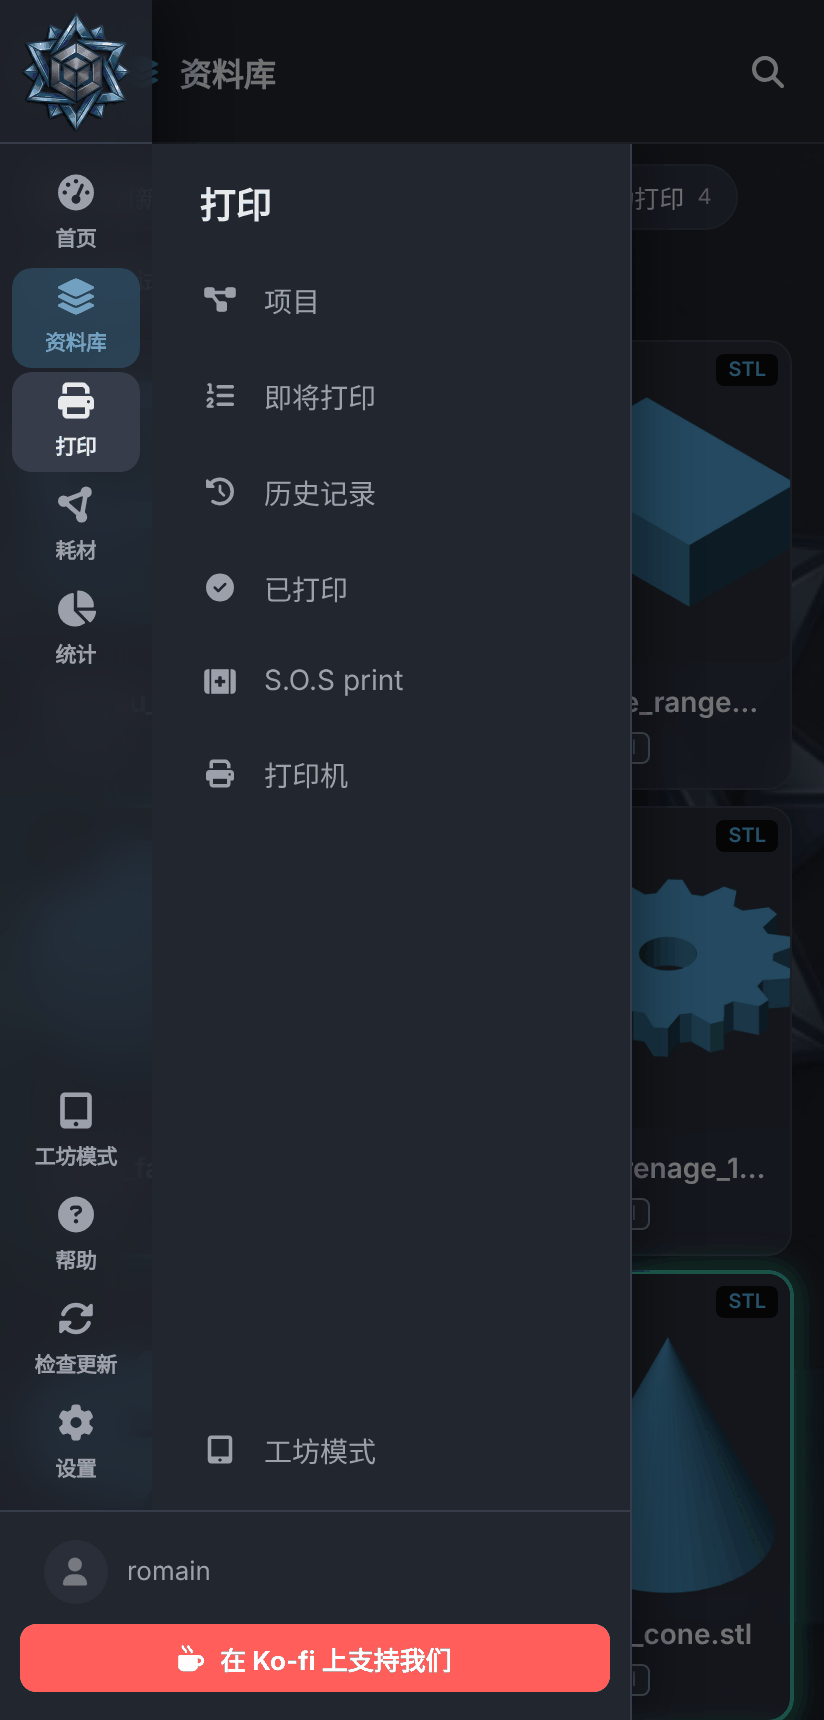 资料库
首页
资料库
打印
耗材
统计
工坊模式
帮助
检查更新
设置
打印
项目
即将打印
历史记录
已打印
S.O.S print
打印机
工坊模式
romain
在 Ko-fi 上支持我们
打印 4
STL
e_range...
STL
renage_1...
STL
_cone.stl